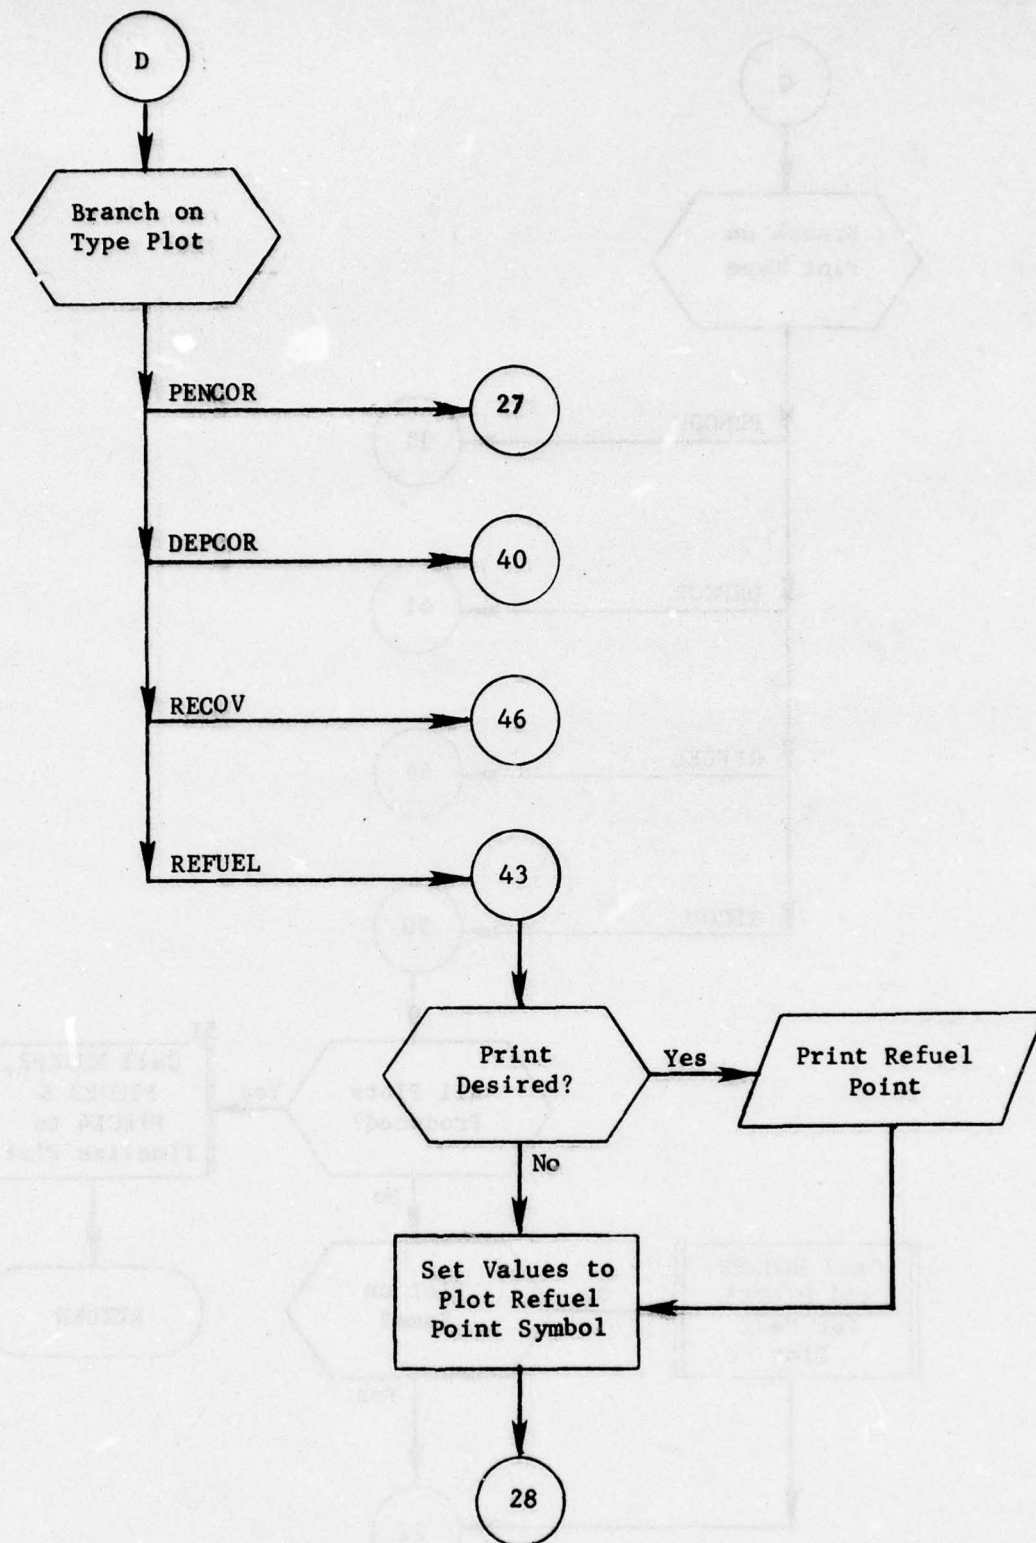 D
Branch on
Type Plot
PENCOR
27
DEPCOR
40
RECOV
46
REFUEL
43
Print
Desired?
Yes
Print Refuel
Point
No
Set Values to
Plot Refuel
Point Symbol
28